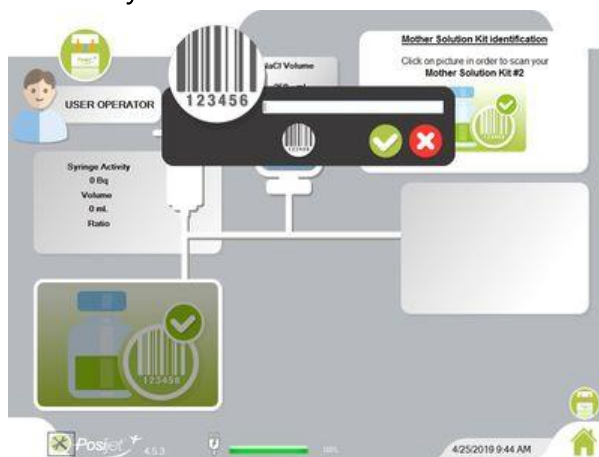 Mother Solution Kit identification
Click on picture in order to scan your
Mother Solution Kit #2
NaCl Volume
123456
USER OPERATOR
Syringe Activity
0 Bq
Volume
0 mL
Ratio
123456
Posijet
4.5.3
100%
4/25/2019 9:44 AM